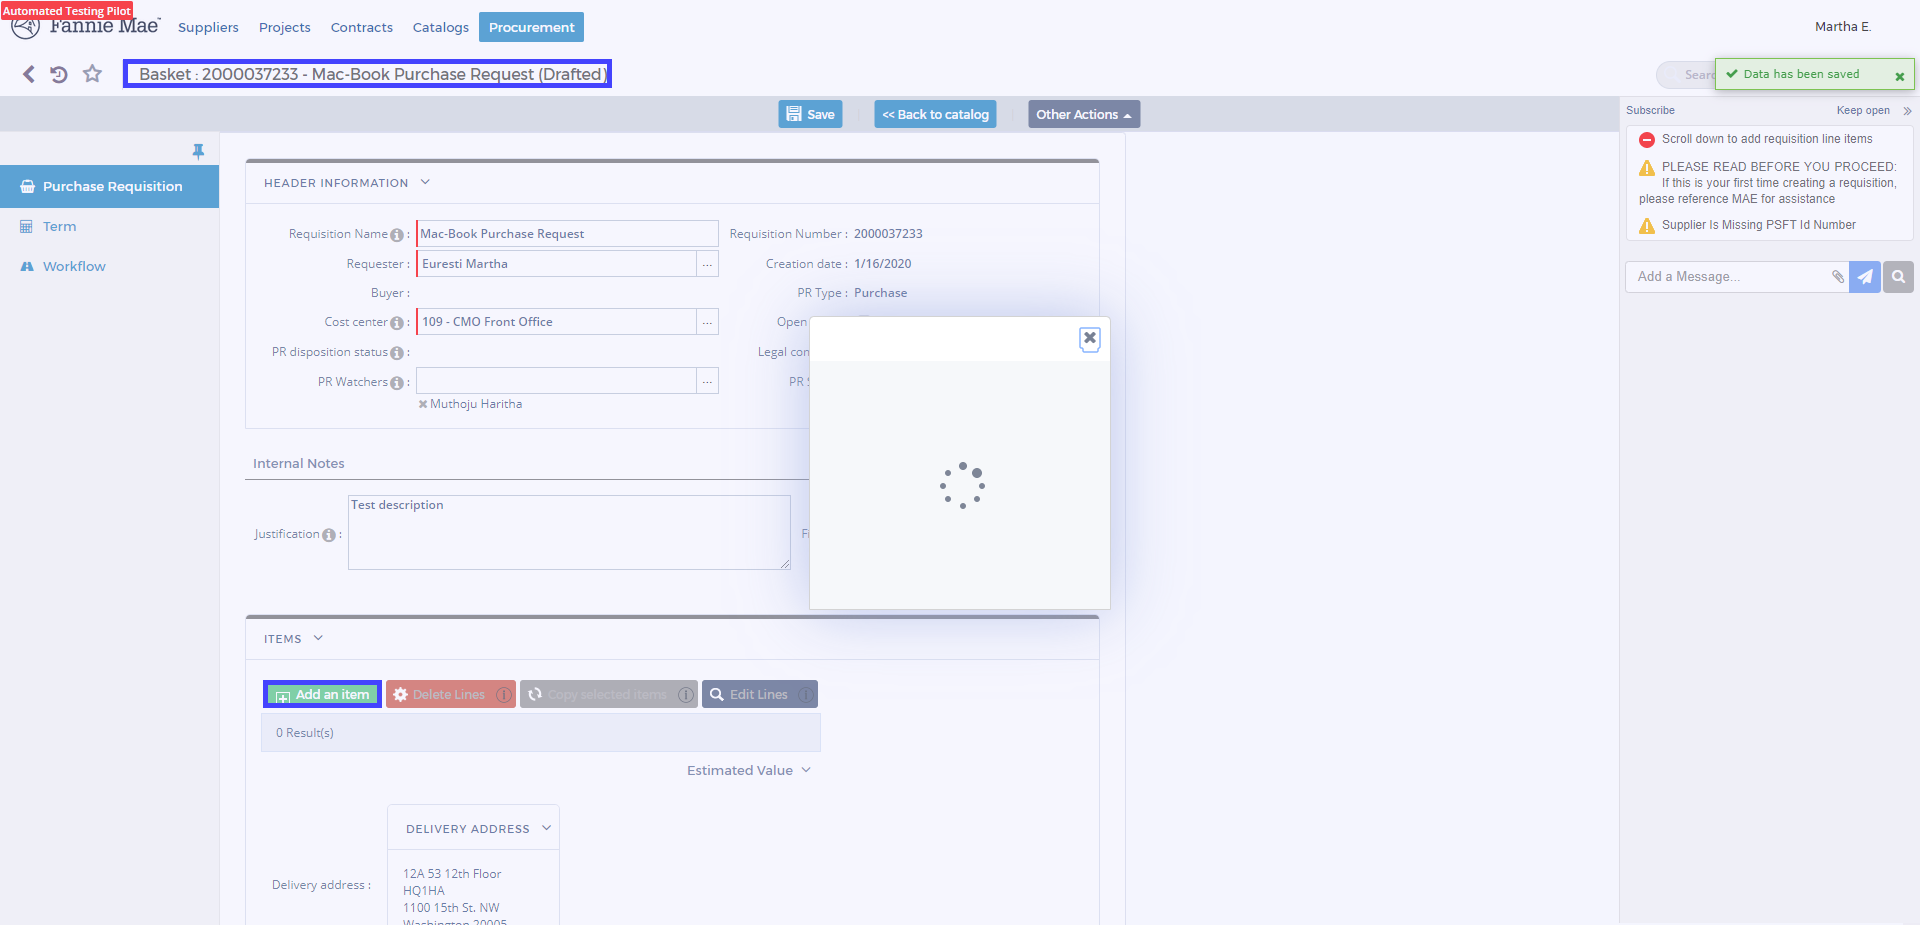 Automated Testing Pilot
Fannie Mae
Suppliers Projects Contracts Catalogs Procurement
Martha E.
Basket : 2000037233 - Mac-Book Purchase Request (Drafted)
Data has been saved
Save
<< Back to catalog
Other Actions
Subscribe
Keep open
Scroll down to add requisition line items
PLEASE READ BEFORE YOU PROCEED:
If this is your first time creating a requisition,
please reference MAE for assistance
Supplier Is Missing PSFT Id Number
Add a Message...
Purchase Requisition
Term
Workflow
HEADER INFORMATION
Requisition Name : Mac-Book Purchase Request
Requisition Number : 2000037233
Requester : Euresti Martha ...
Creation date : 1/16/2020
Buyer :
PR Type : Purchase
Cost center : 109 - CMO Front Office ...
Open
PR disposition status :
Legal con
PR Watchers : ...
PR
Muthoju Haritha
Internal Notes
Justification : Test description
ITEMS
Add an item
Delete Lines
Copy selected items
Edit Lines
0 Result(s)
Estimated Value
DELIVERY ADDRESS
Delivery address :
12A 53 12th Floor
HQ1HA
1100 15th St. NW
Washington 20005